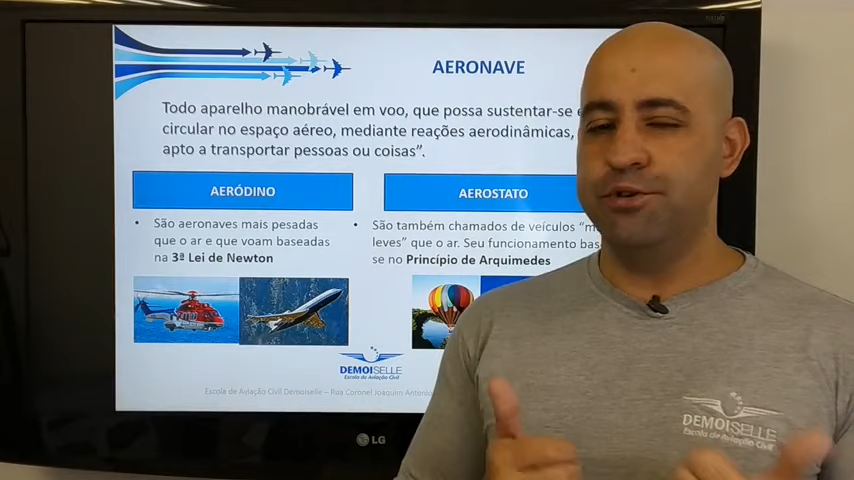 AERONAVE
Todo aparelho manobrável em voo, que possa sustentar-se
circular no espaço aéreo, mediante reações aerodinâmicas,
apto a transportar pessoas ou coisas”.
AERÓDINO
AEROSTATO
• São aeronaves mais pesadas
que o ar e que voam baseadas
na 3ª Lei de Newton
• São também chamados de veículos
leves” que o ar. Seu funcionamento
se no Princípio de Arquimedes
DEMOISELLE
Escola de Aviação Civil
Escola de Aviação Civil Demoiselle – Rua Coronel Joaquim
LG
DEMOISELLE
Escola de Aviação Civil